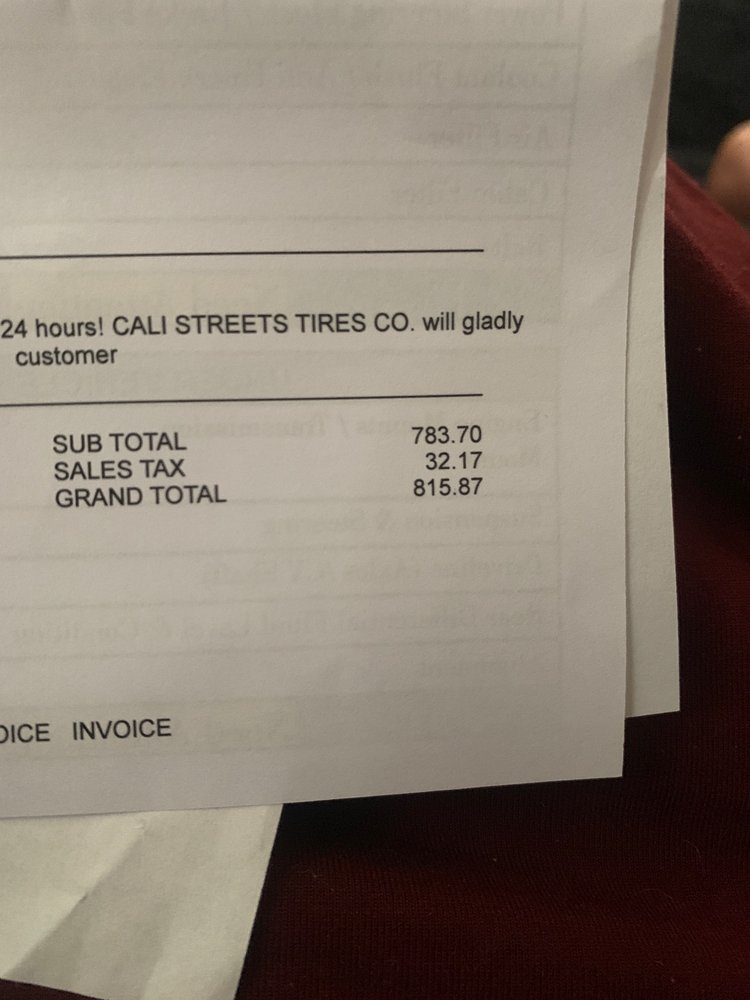 24 hours! CALI STREETS TIRES CO. will gladly
customer
SUB TOTAL 783.70
SALES TAX 32.17
GRAND TOTAL 815.87
OICE INVOICE